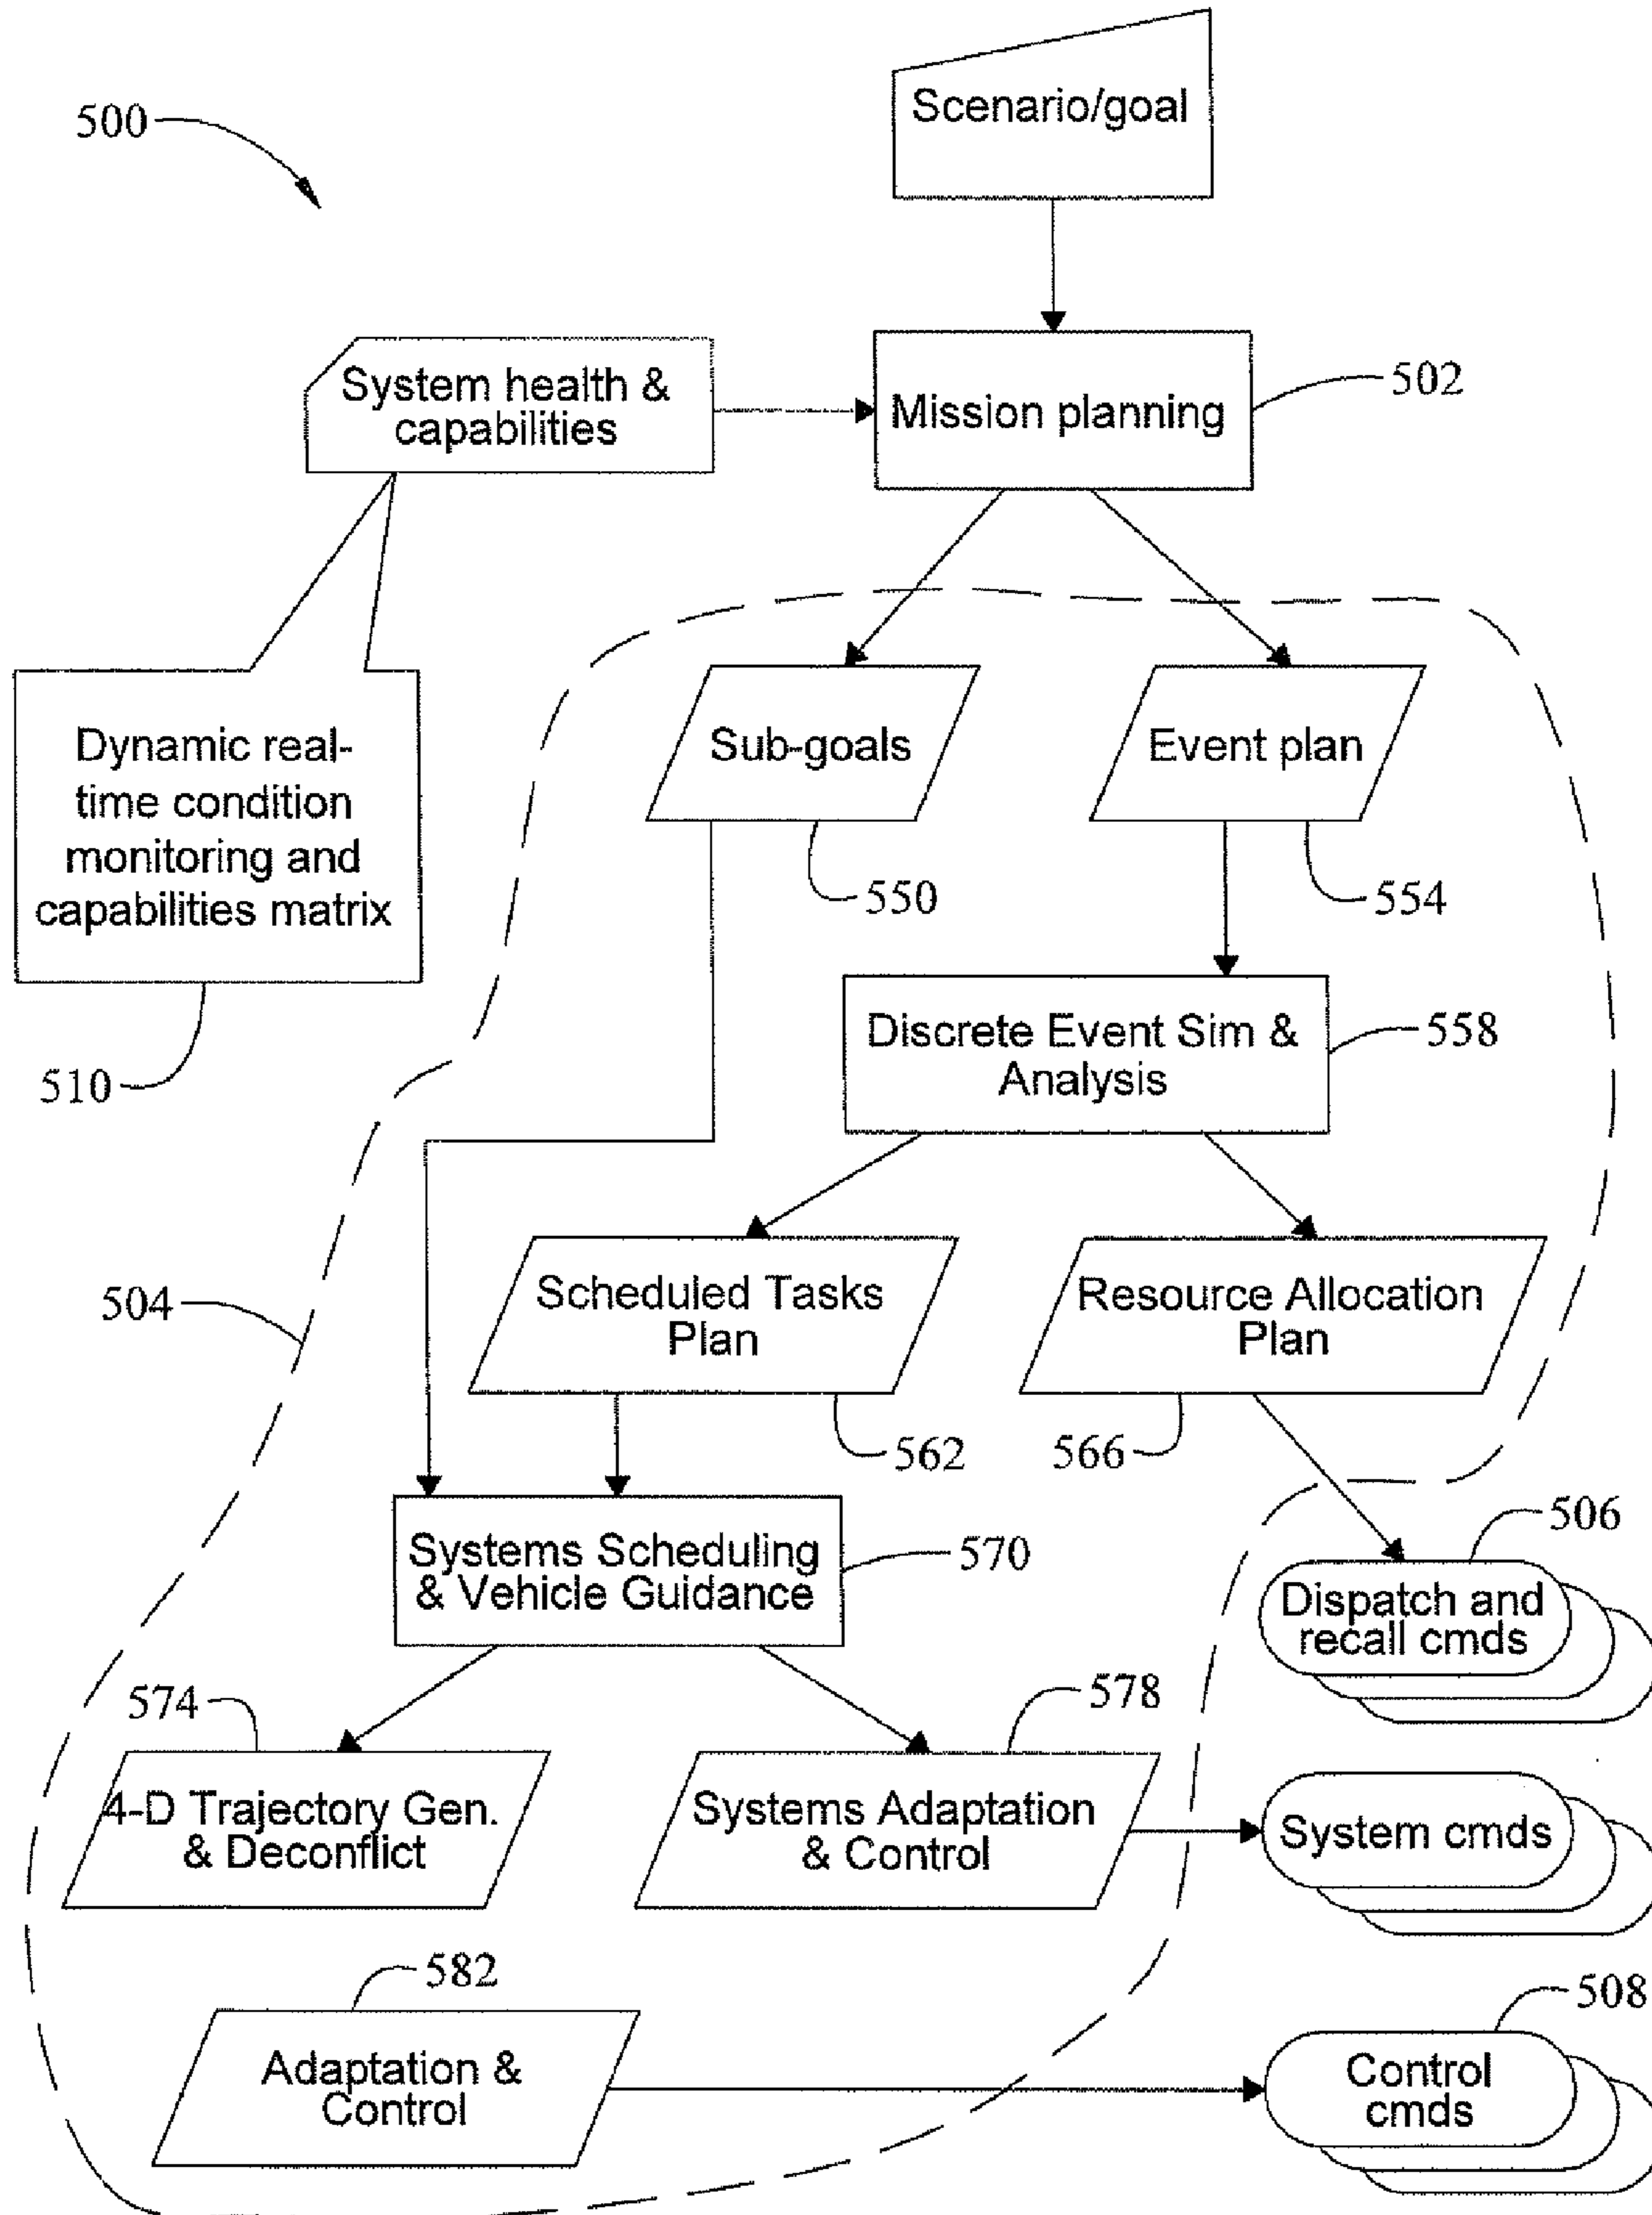 Scenario/goal
500
System health &
capabilities
Mission planning
502
Dynamic real-
time condition
monitoring and
capabilities matrix
510
Sub-goals
550
Event plan
554
Discrete Event Sim &
Analysis
558
504
Scheduled Tasks
Plan
562
Resource Allocation
Plan
566
Systems Scheduling
& Vehicle Guidance
570
506
Dispatch and
recall cmds
574
4-D Trajectory Gen.
& Deconflict
578
Systems Adaptation
& Control
System cmds
582
Adaptation &
Control
508
Control
cmds